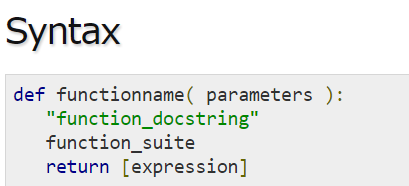 Syntax
def functionname( parameters ):
   "function_docstring"
   function_suite
   return [expression]